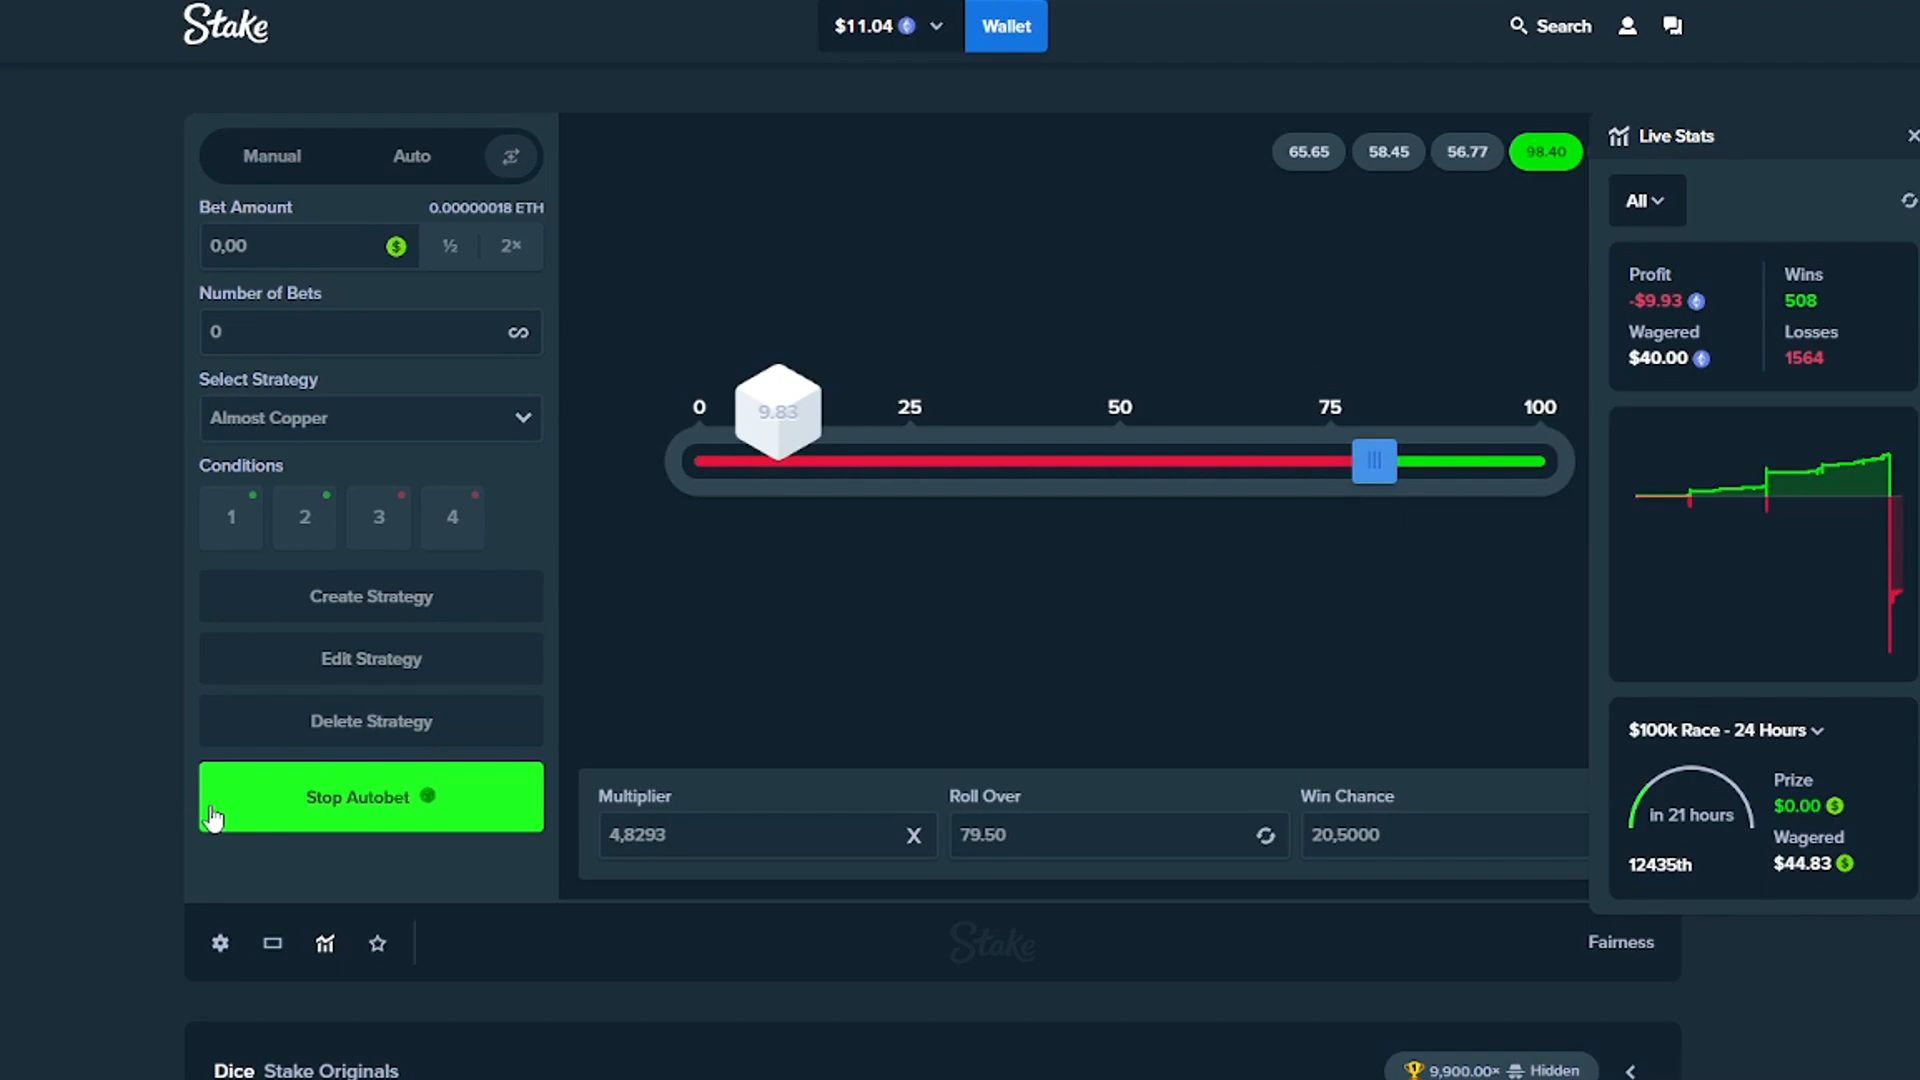 Stake
$11.04
Wallet
Search
Manual
Auto
Bet Amount
0.00000018 ETH
0,00
½
2×
Number of Bets
0
Select Strategy
Almost Copper
Conditions
1
2
3
4
Create Strategy
Edit Strategy
Delete Strategy
Stop Autobet
65.65
58.45
56.77
98.40
9.83
0
25
50
75
100
Multiplier
4,8293
Roll Over
79.50
Win Chance
20,5000
Live Stats
All
Profit
-$9.93
Wins
508
Wagered
$40.00
Losses
1564
$100k Race - 24 Hours
in 21 hours
12435th
Prize
$0.00
Wagered
$44.83
Stake
Fairness
Dice Stake Originals
9,900.00×
Hidden